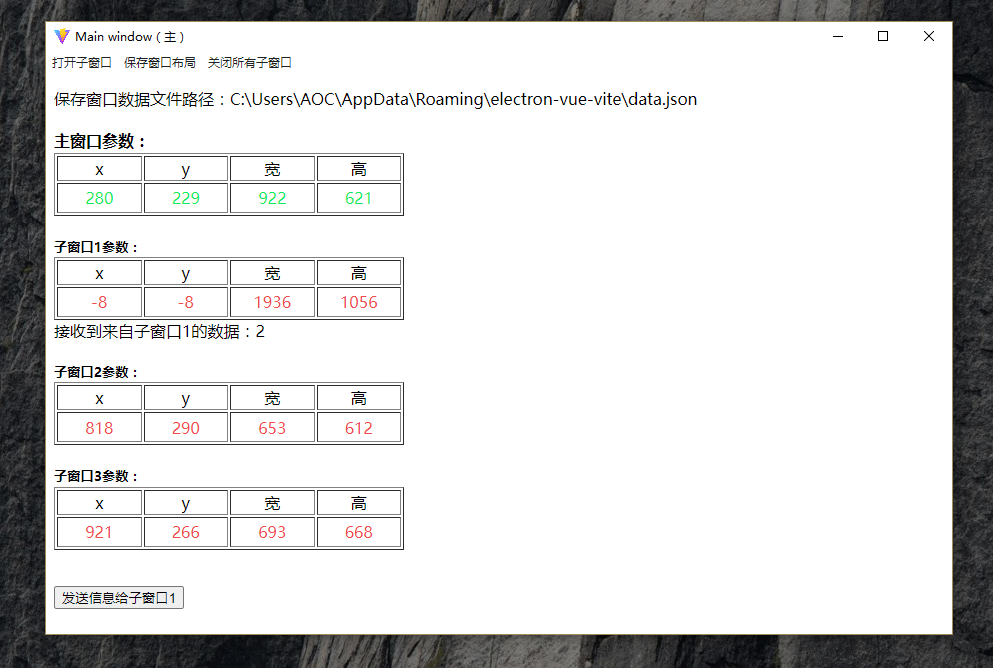 Main window ( 主 )
打开子窗口 保存窗口布局 关闭所有子窗口
保存窗口数据文件路径：C:\Users\AOC\AppData\Roaming\electron-vue-vite\data.json
主窗口参数：
x y 宽 高
280 229 922 621
子窗口1参数：
x y 宽 高
-8 -8 1936 1056
接收到来自子窗口1的数据：2
子窗口2参数：
x y 宽 高
818 290 653 612
子窗口3参数：
x y 宽 高
921 266 693 668
发送信息给子窗口1